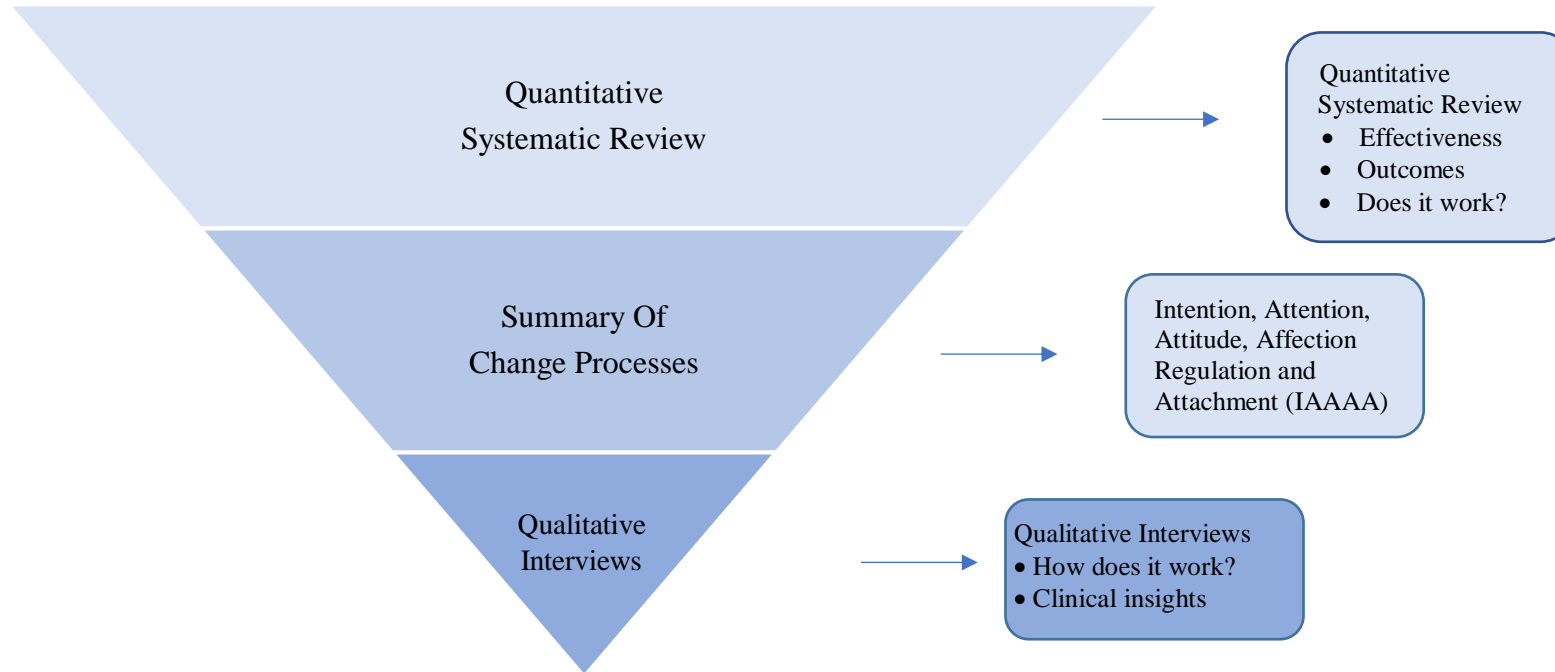 Quantitative
Systematic Review
Quantitative
Systematic Review
• Effectiveness
• Outcomes
• Does it work?
Summary Of
Change Processes
Intention, Attention,
Attitude, Affection
Regulation and
Attachment (IAAAA)
Qualitative
Interviews
Qualitative Interviews
• How does it work?
• Clinical insights